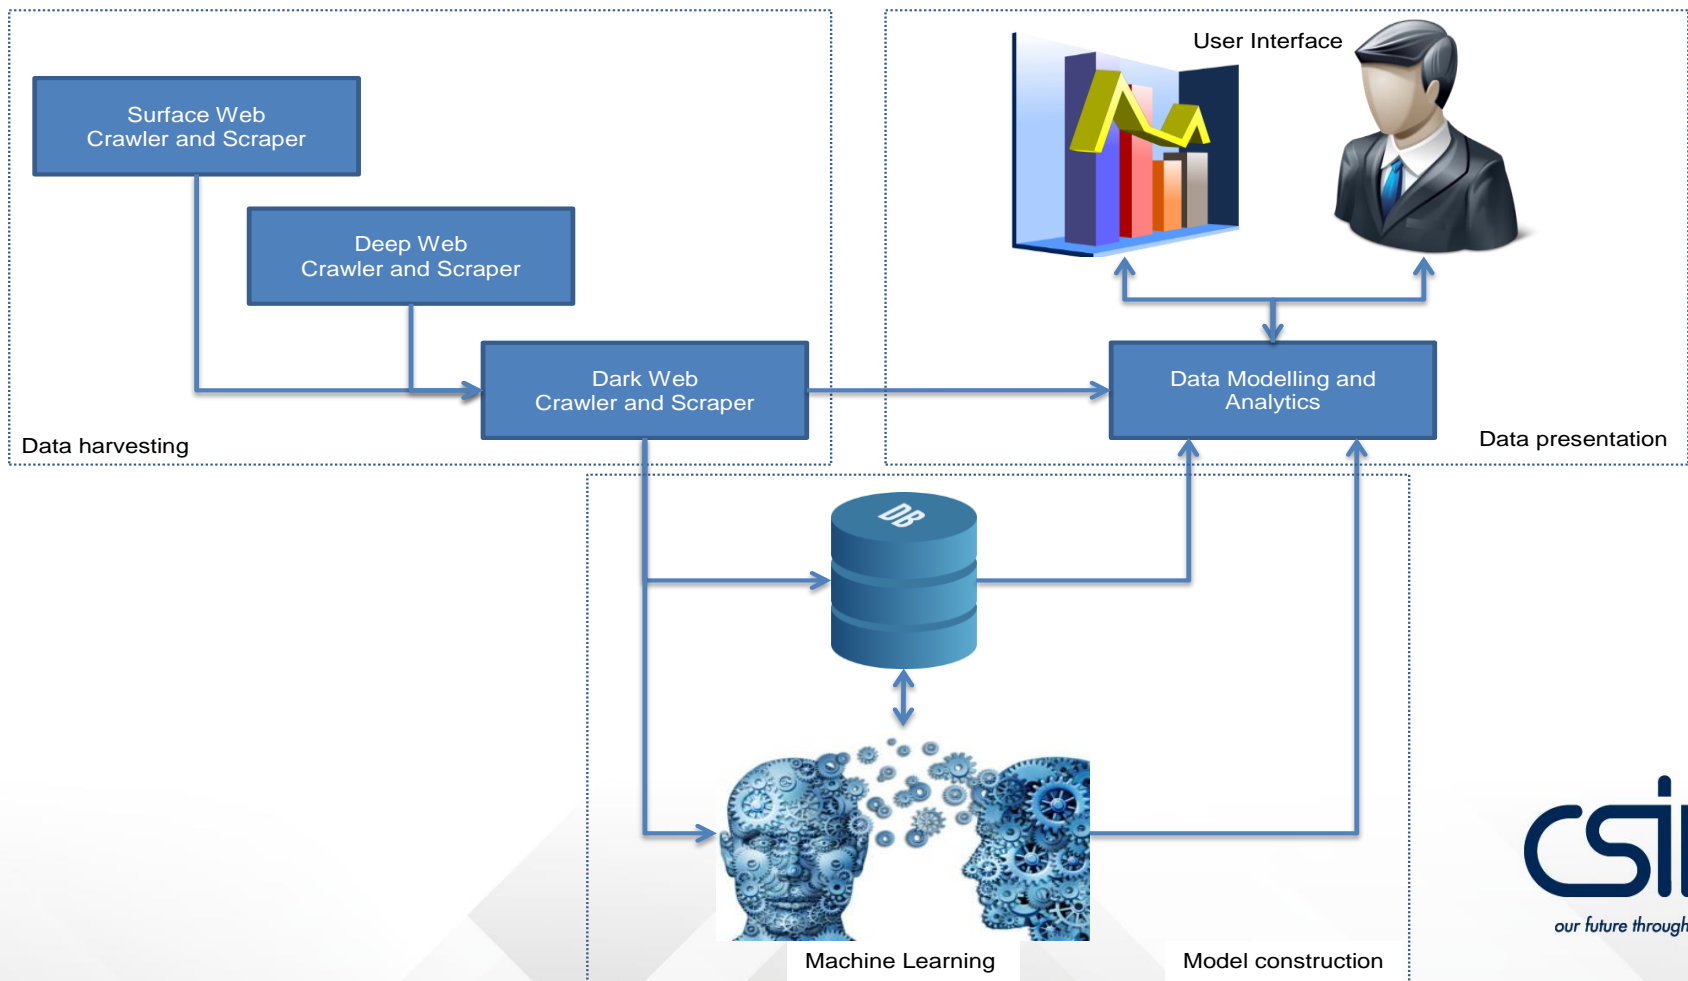 Surface Web
Crawler and Scraper
Deep Web
Crawler and Scraper
Dark Web
Crawler and Scraper
Data harvesting
User Interface
Data Modelling and
Analytics
Data presentation
DB
Machine Learning
Model construction
our future through